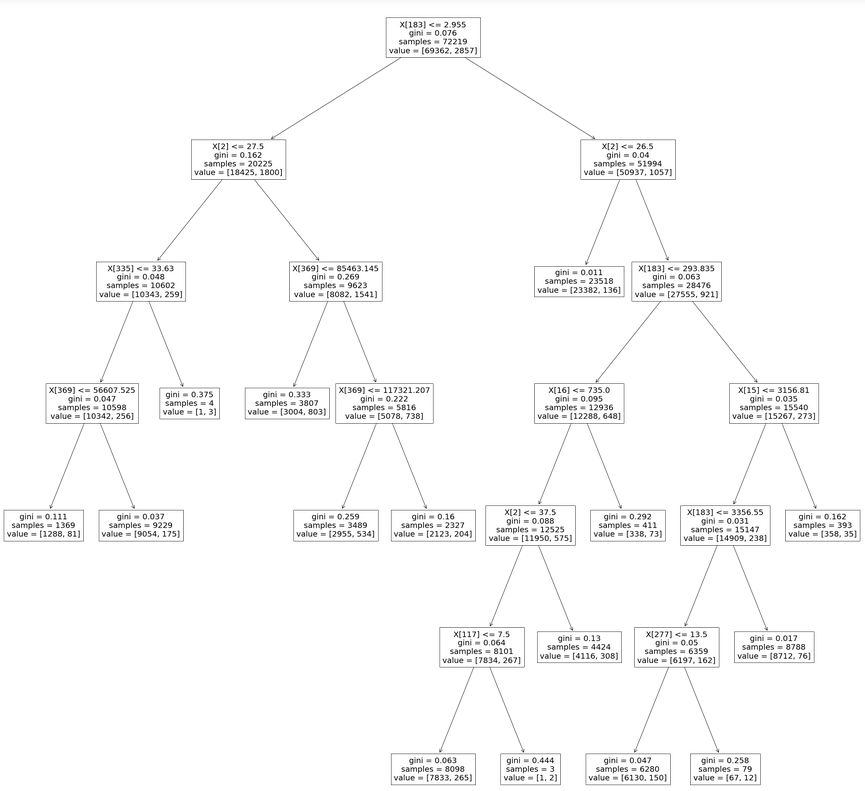 X[183] <= 2.955
gini = 0.076
samples = 72219
value = [69362, 2857]
X[2] <= 27.5
gini = 0.162
samples = 20225
value = [18425, 1800]
X[2] <= 26.5
gini = 0.04
samples = 51994
value = [50937, 1057]
X[335] <= 33.63
gini = 0.048
samples = 10602
value = [10343, 259]
X[369] <= 85463.145
gini = 0.269
samples = 9623
value = [8082, 1541]
gini = 0.011
samples = 23518
value = [23382, 136]
X[183] <= 293.835
gini = 0.063
samples = 28476
value = [27555, 921]
X[369] <= 56607.525
gini = 0.047
samples = 10598
value = [10342, 256]
gini = 0.375
samples = 4
value = [1, 3]
gini = 0.333
samples = 3807
value = [3004, 803]
X[369] <= 117321.207
gini = 0.222
samples = 5816
value = [5078, 738]
X[16] <= 735.0
gini = 0.095
samples = 12936
value = [12288, 648]
X[15] <= 3156.81
gini = 0.035
samples = 15540
value = [15267, 273]
gini = 0.111
samples = 1369
value = [1288, 81]
gini = 0.037
samples = 9229
value = [9054, 175]
gini = 0.259
samples = 3489
value = [2955, 534]
gini = 0.16
samples = 2327
value = [2123, 204]
X[2] <= 37.5
gini = 0.088
samples = 12525
value = [11950, 575]
gini = 0.292
samples = 411
value = [338, 73]
X[183] <= 3356.55
gini = 0.031
samples = 15147
value = [14909, 238]
gini = 0.162
samples = 393
value = [358, 35]
X[117] <= 7.5
gini = 0.064
samples = 8101
value = [7834, 267]
gini = 0.13
samples = 4424
value = [4116, 308]
X[277] <= 13.5
gini = 0.05
samples = 6359
value = [6197, 162]
gini = 0.017
samples = 8788
value = [8712, 76]
gini = 0.063
samples = 8098
value = [7833, 265]
gini = 0.444
samples = 3
value = [1, 2]
gini = 0.047
samples = 6280
value = [6130, 150]
gini = 0.258
samples = 79
value = [67, 12]